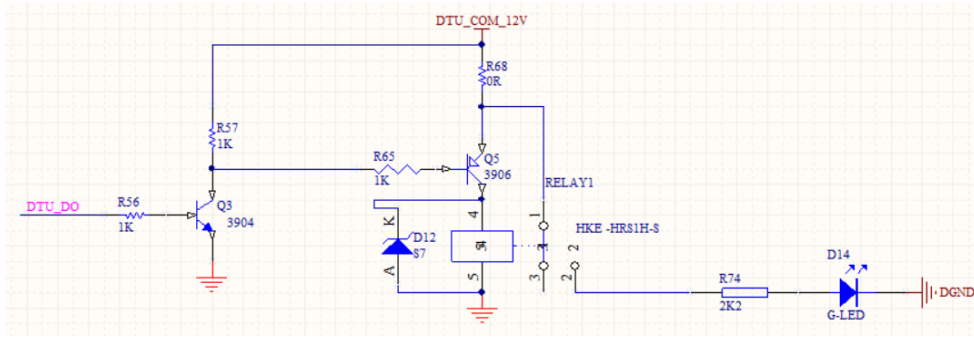 DTU_COM_12V
R68
0R
R57
1K
R65
1K
Q5
3906
RELAY1
DTU_DO
R56
1K
Q3
3904
K
D12
S7
A
4
5
1
3
2
2
HKE -HRS1H-S
D14
R74
2K2
G-LED
DGND